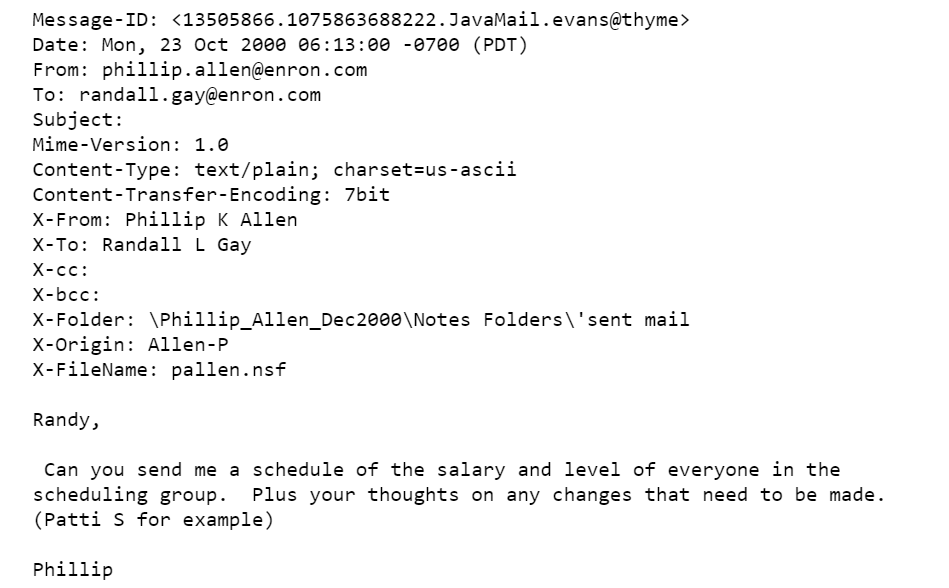 Message-ID: <13505866.1075863688222.JavaMail.evans@thyme>
Date: Mon, 23 Oct 2000 06:13:00 -0700 (PDT)
From: phillip.allen@enron.com
To: randall.gay@enron.com
Subject:
Mime-Version: 1.0
Content-Type: text/plain; charset=us-ascii
Content-Transfer-Encoding: 7bit
X-From: Phillip K Allen
X-To: Randall L Gay
X-cc:
X-bcc:
X-Folder: \Phillip_Allen_Dec2000\Notes Folders\'sent mail
X-Origin: Allen-P
X-FileName: pallen.nsf

Randy,

 Can you send me a schedule of the salary and level of everyone in the
scheduling group.  Plus your thoughts on any changes that need to be made.
(Patti S for example)

Phillip